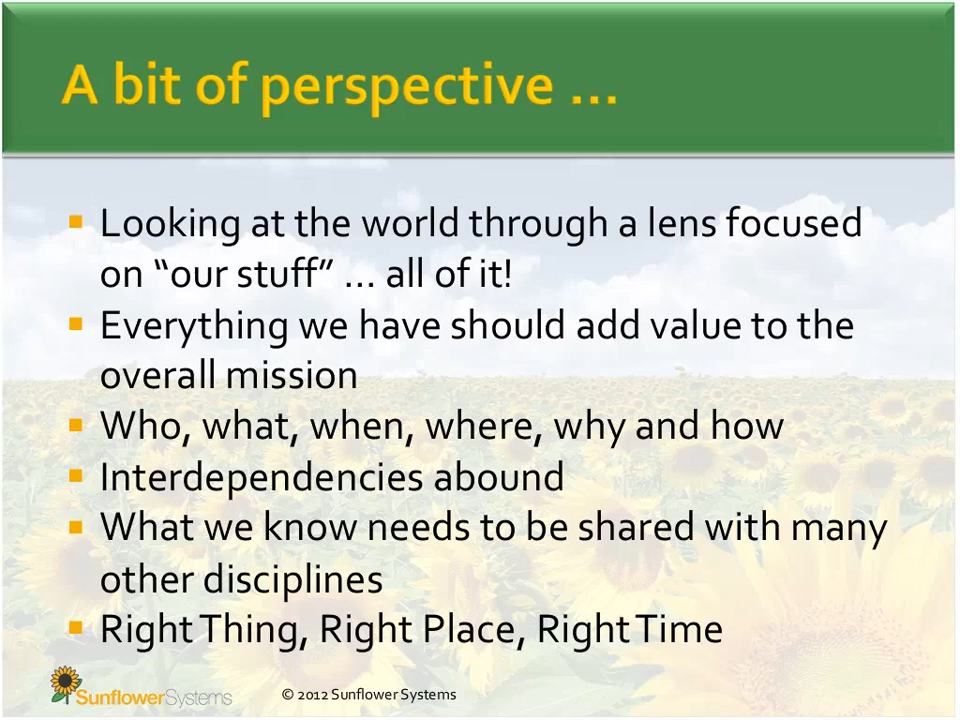 A bit of perspective ...
Looking at the world through a lens focused
on “our stuff” ... all of it!
Everything we have should add value to the
overall mission
Who, what, when, where, why and how
Interdependencies abound
What we know needs to be shared with many
other disciplines
Right Thing, Right Place, Right Time
SunflowerSystems
© 2012 Sunflower Systems